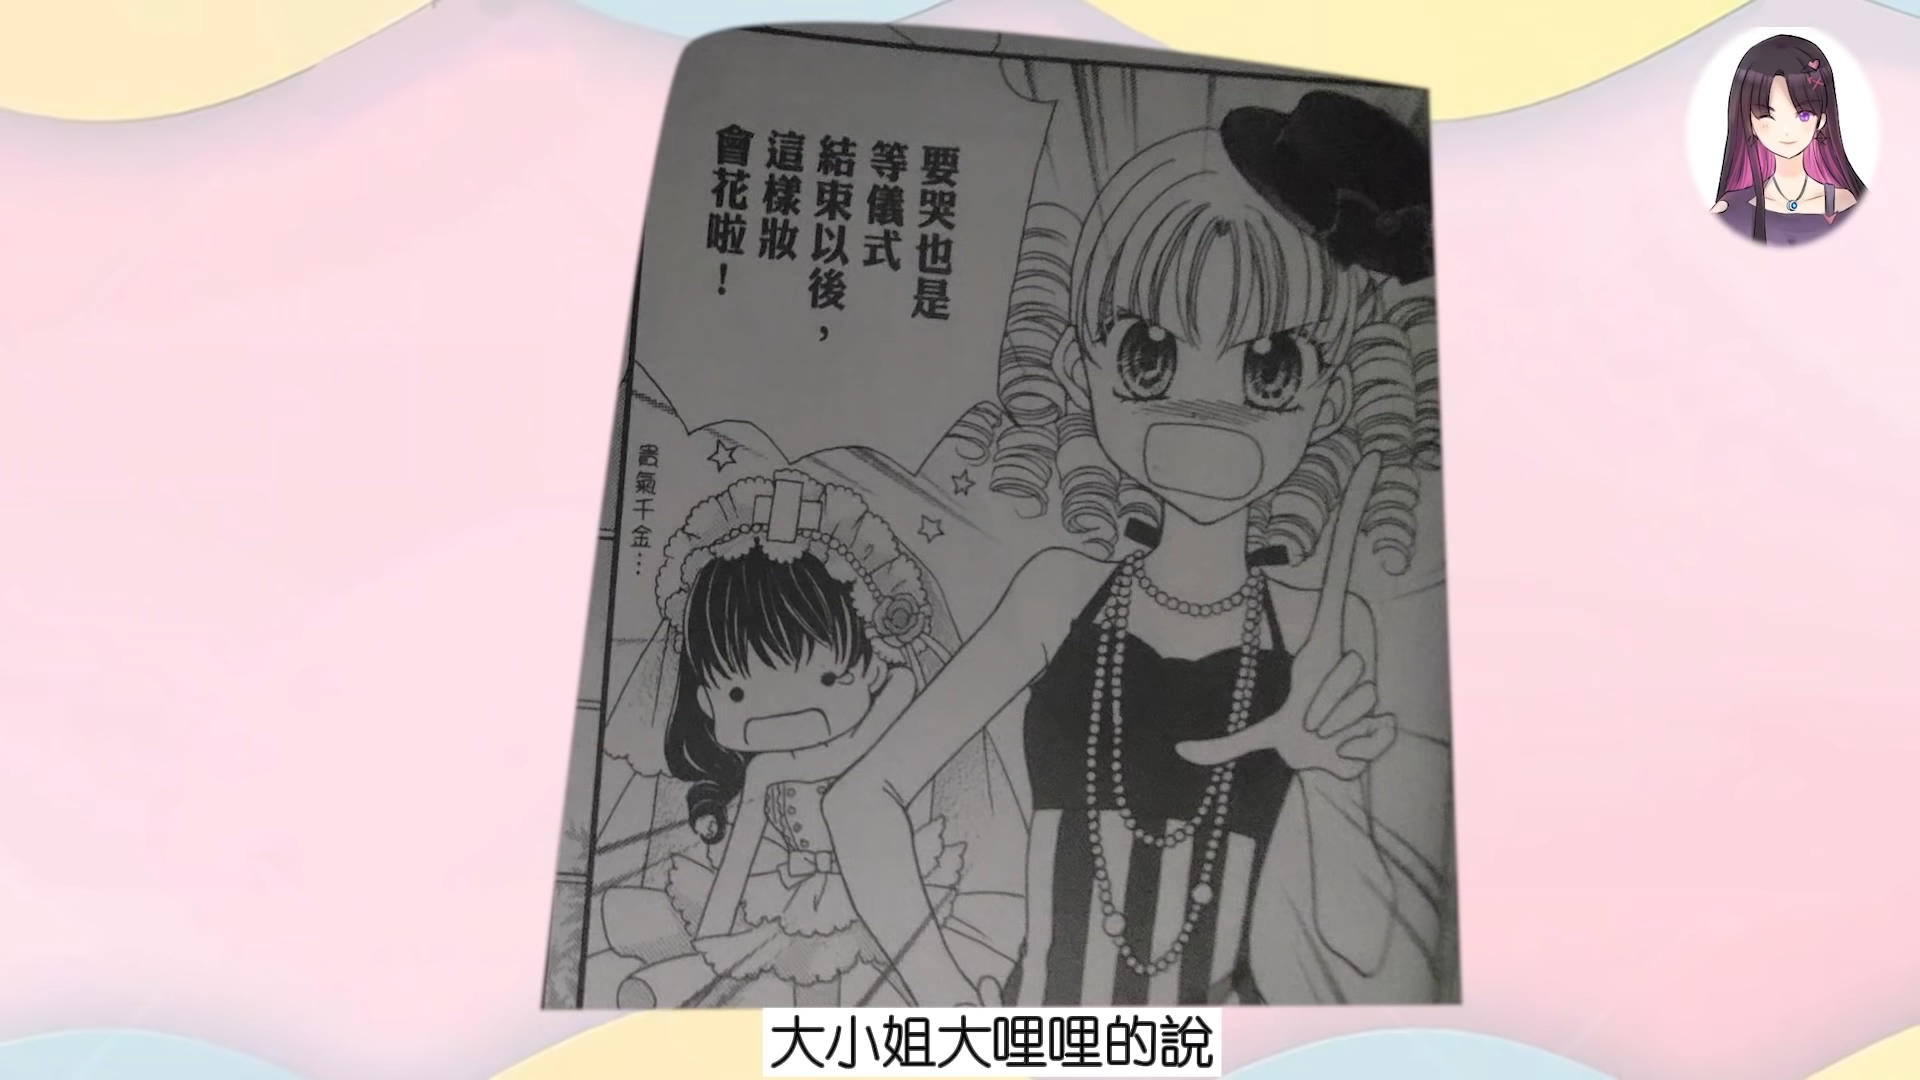 要哭也是
等儀式
結束以後，
這樣妝
會花啦！
貴氣千金…
大小姐大哩哩的說